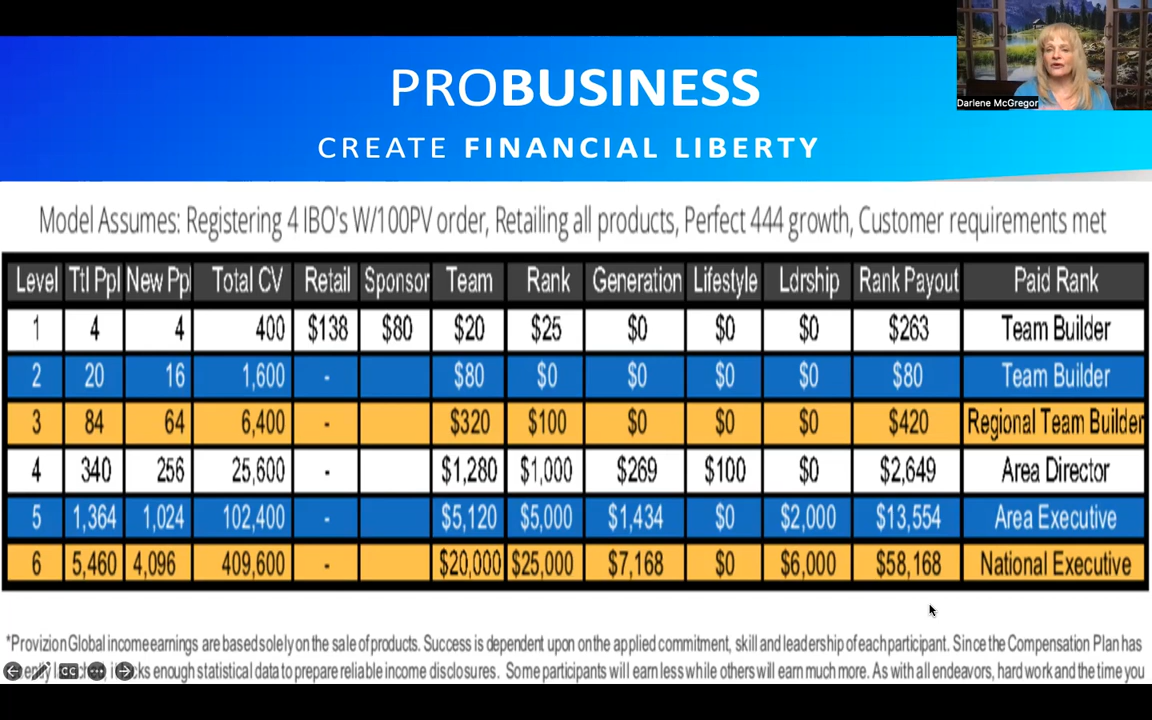 PROBUSINESS
CREATE FINANCIAL LIBERTY
Darlene McGregor
Model Assumes: Registering 4 IBO's W/100PV order, Retailing all products, Perfect 444 growth, Customer requirements met
Level Ttl Ppl New Pp Total CV Retail Sponsor Team Rank Generation Lifestyle Ldrship Rank Payout Paid Rank
1 4 4 400 $138 $80 $20 $25 $0 $0 $0 $263 Team Builder
2 20 16 1,600 - $80 $0 $0 $0 $0 $80 Team Builder
3 84 64 6,400 - $320 $100 $0 $0 $0 $420 Regional Team Builder
4 340 256 25,600 - $1,280 $1,000 $269 $100 $0 $2,649 Area Director
5 1,364 1,024 102,400 - $5,120 $5,000 $1,434 $0 $2,000 $13,554 Area Executive
6 5,460 4,096 409,600 - $20,000 $25,000 $7,168 $0 $6,000 $58,168 National Executive
*Provizion Global income earnings are based solely on the sale of products. Success is dependent upon on the applied commitment, skill and leadership of each participant. Since the Compensation Plan has
CC enough statistical data to prepare reliable income disclosures. Some participants will earn less while others will earn much more. As with all endeavors, hard work and the time you